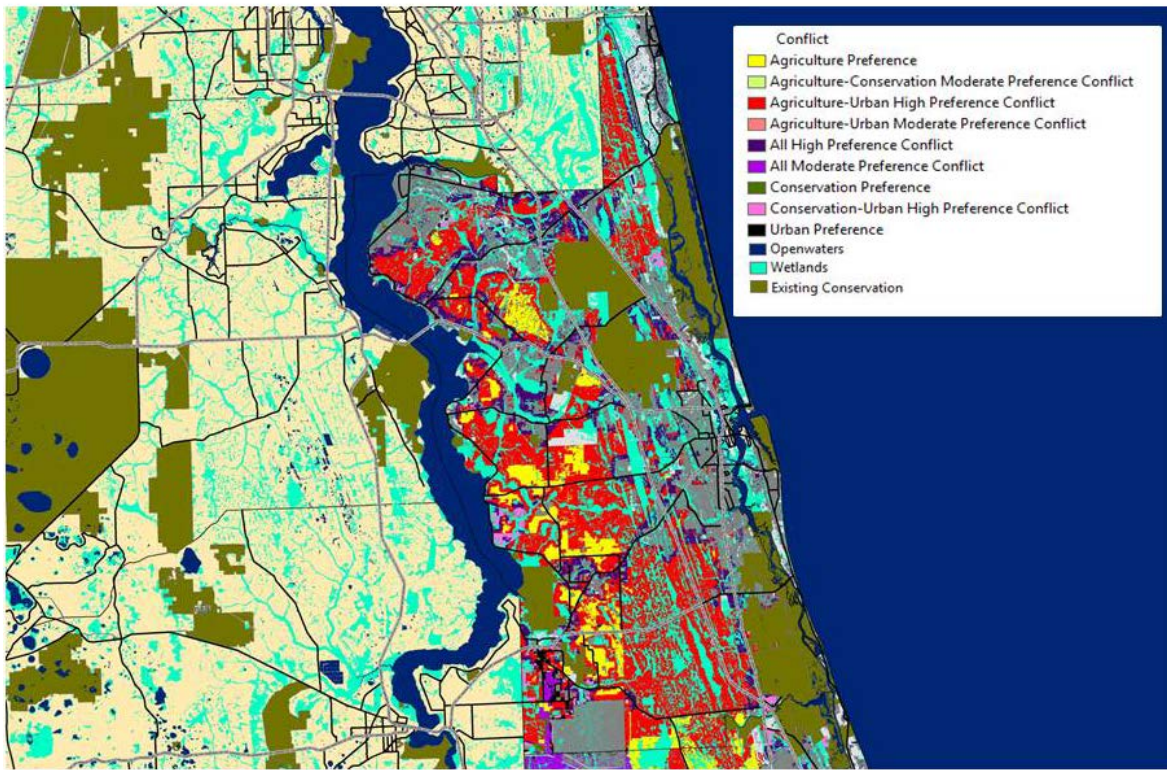 Conflict
Agriculture Preference
Agriculture-Conservation Moderate Preference Conflict
Agriculture-Urban High Preference Conflict
Agriculture-Urban Moderate Preference Conflict
All High Preference Conflict
All Moderate Preference Conflict
Conservation Preference
Conservation-Urban High Preference Conflict
Urban Preference
Openwaters
Wetlands
Existing Conservation